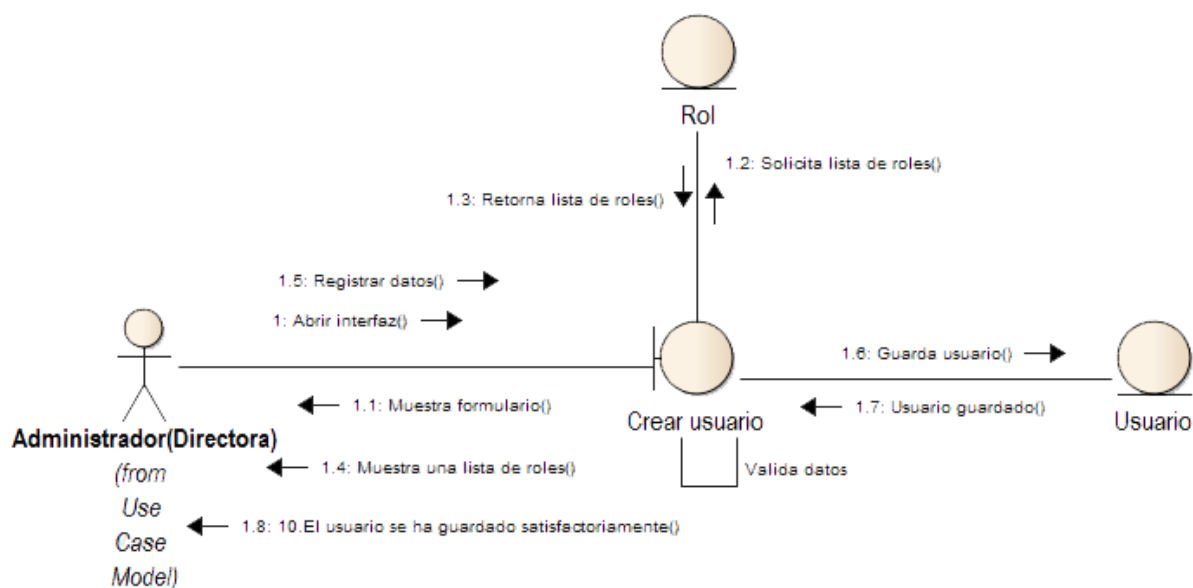 Rol
1.2: Solicita lista de roles()
1.3: Retorna lista de roles()
1.5: Registrar datos()
1: Abrir interfaz()
1.6: Guarda usuario()
1.1: Muestra formulario()
1.7: Usuario guardado()
Crear usuario
Usuario
Administrador(Directora)
(from
Use
Case
Model)
1.4: Muestra una lista de roles()
Valida datos
1.8: 10.El usuario se ha guardado satisfactoriamente()